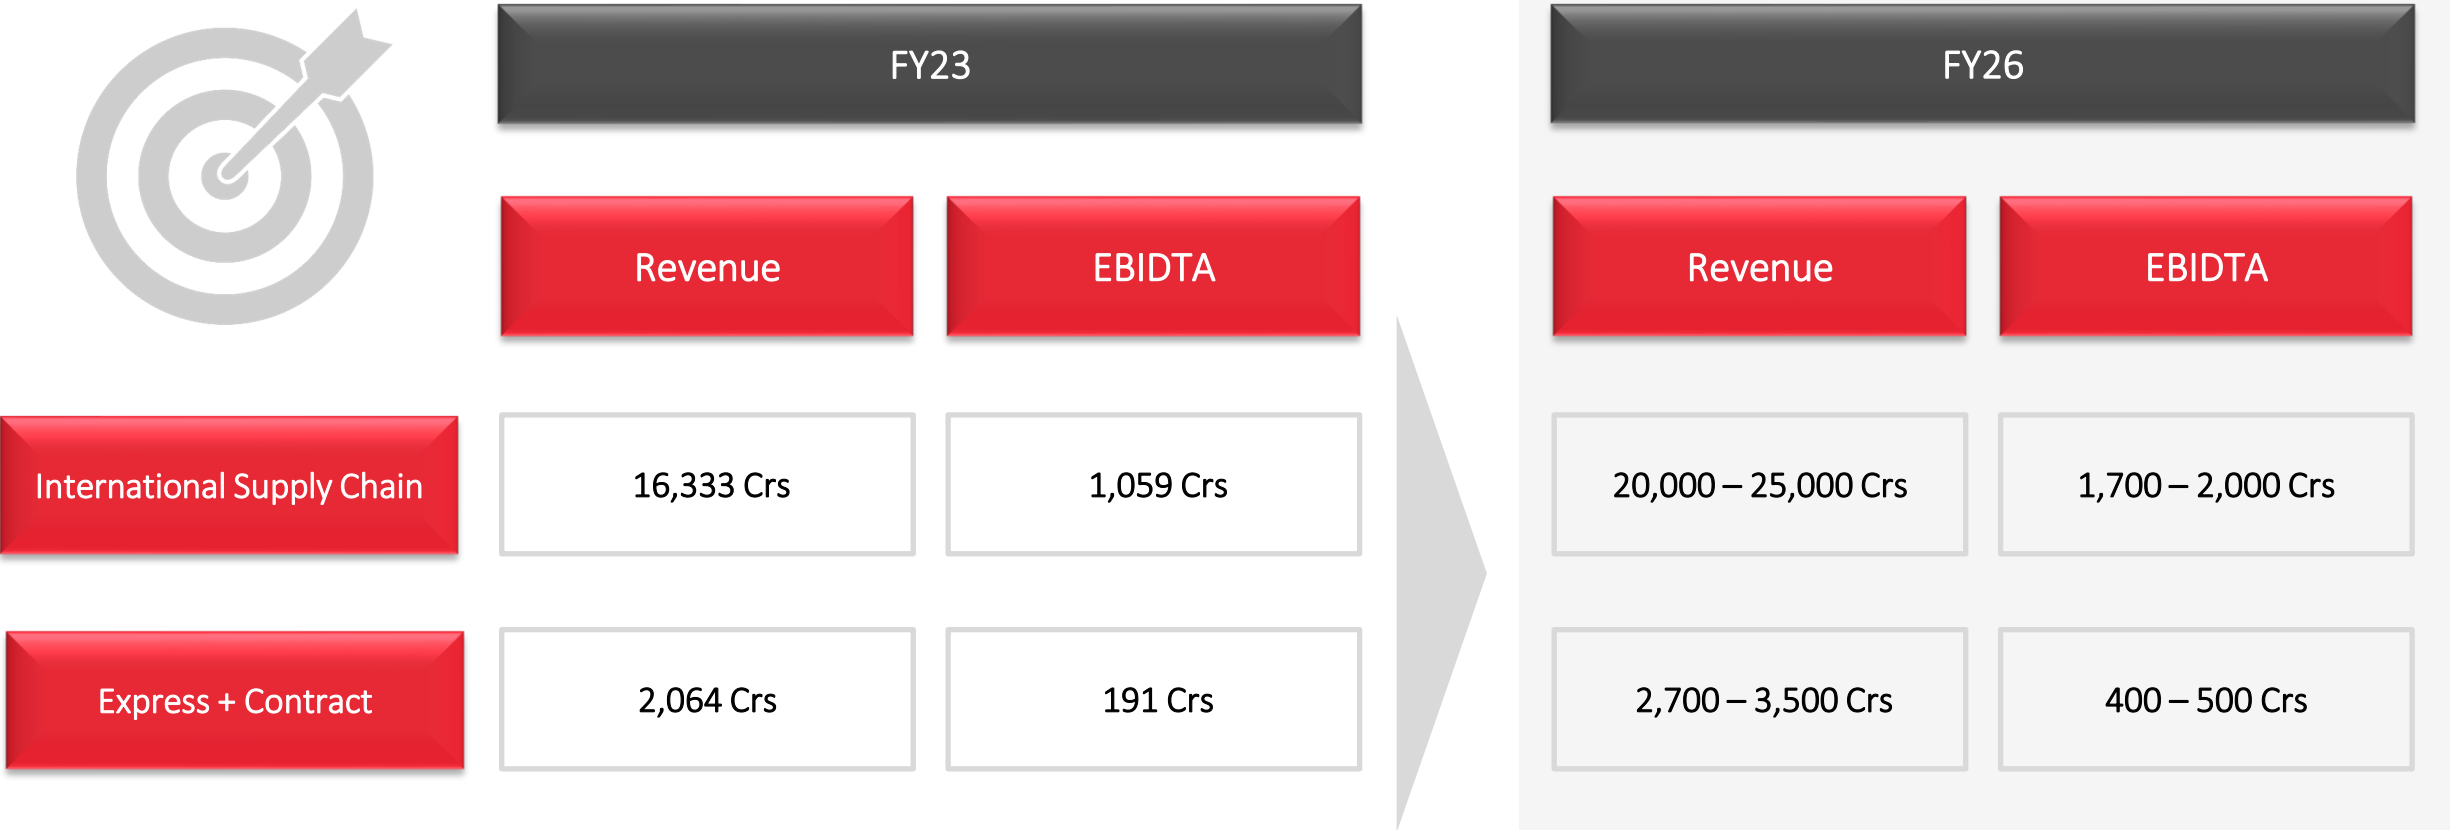 FY23
FY26
Revenue
EBIDTA
Revenue
EBIDTA
International Supply Chain
16,333 Crs
1,059 Crs
20,000 – 25,000 Crs
1,700 – 2,000 Crs
Express + Contract
2,064 Crs
191 Crs
2,700 – 3,500 Crs
400 – 500 Crs